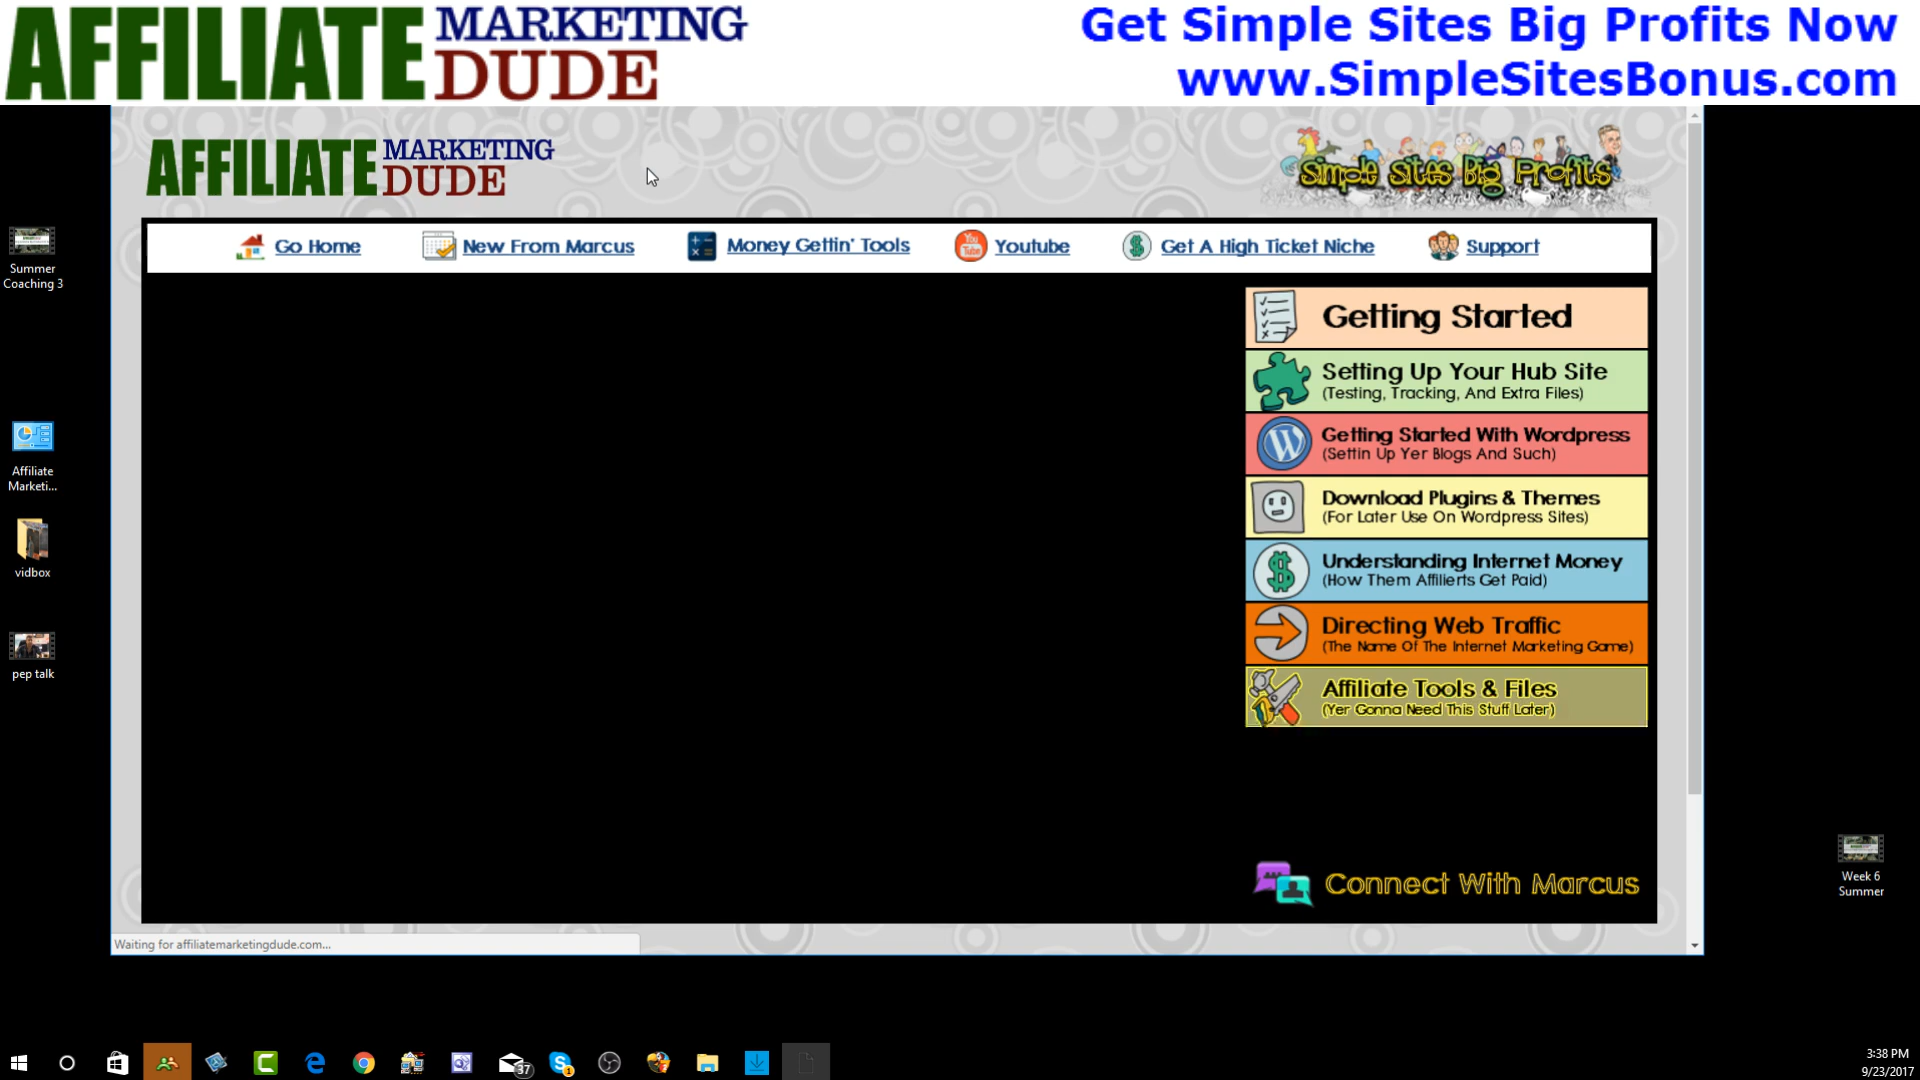 AFFILIATE MARKETING DUDE
Get Simple Sites Big Profits Now
www.SimpleSitesBonus.com
AFFILIATE MARKETING DUDE
Simple Sites Big Profits
Go Home
New From Marcus
Money Gettin' Tools
Youtube
Get A High Ticket Niche
Support
Summer
Coaching 3
Affiliate
Marketi...
vidbox
pep talk
Getting Started
Setting Up Your Hub Site
(Testing, Tracking, And Extra Files)
Getting Started With Wordpress
(Settin Up Yer Blogs And Such)
Download Plugins & Themes
(For Later Use On Wordpress Sites)
Understanding Internet Money
(How Them Affilierts Get Paid)
Directing Web Traffic
(The Name Of The Internet Marketing Game)
Affiliate Tools & Files
(Yer Gonna Need This Stuff Later)
Connect With Marcus
Week 6
Summer
Waiting for affiliatemarketingdude.com...
37
1
3:38 PM
9/23/2017